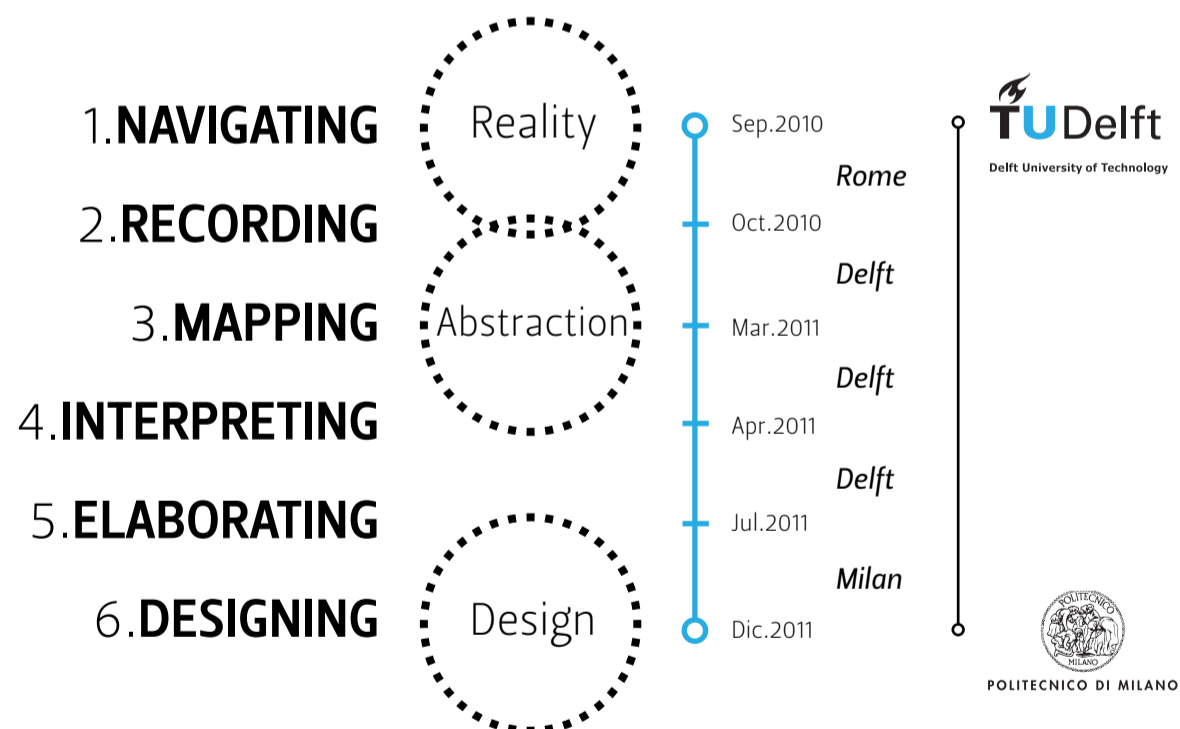 1.NAVIGATING
2.RECORDING
3.MAPPING
4.INTERPRETING
5.ELABORATING
6.DESIGNING
Reality
Abstraction
Design
Sep.2010
Oct.2010
Mar.2011
Apr.2011
Jul.2011
Dic.2011
Rome
Delft
Delft
Delft
Milan
TUDelft
Delft University of Technology
POLITECNICO
MILANO
POLITECNICO DI MILANO